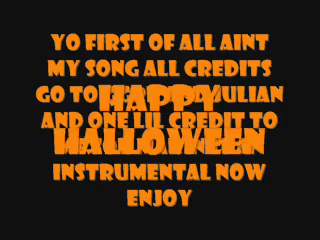 YO FIRST OF ALL AINT
MY SONG ALL CREDITS
GO TO JULIAN
HAPPY
AND ONE LIL CREDIT TO
HALLOWEEN
INSTRUMENTAL NOW
ENJOY